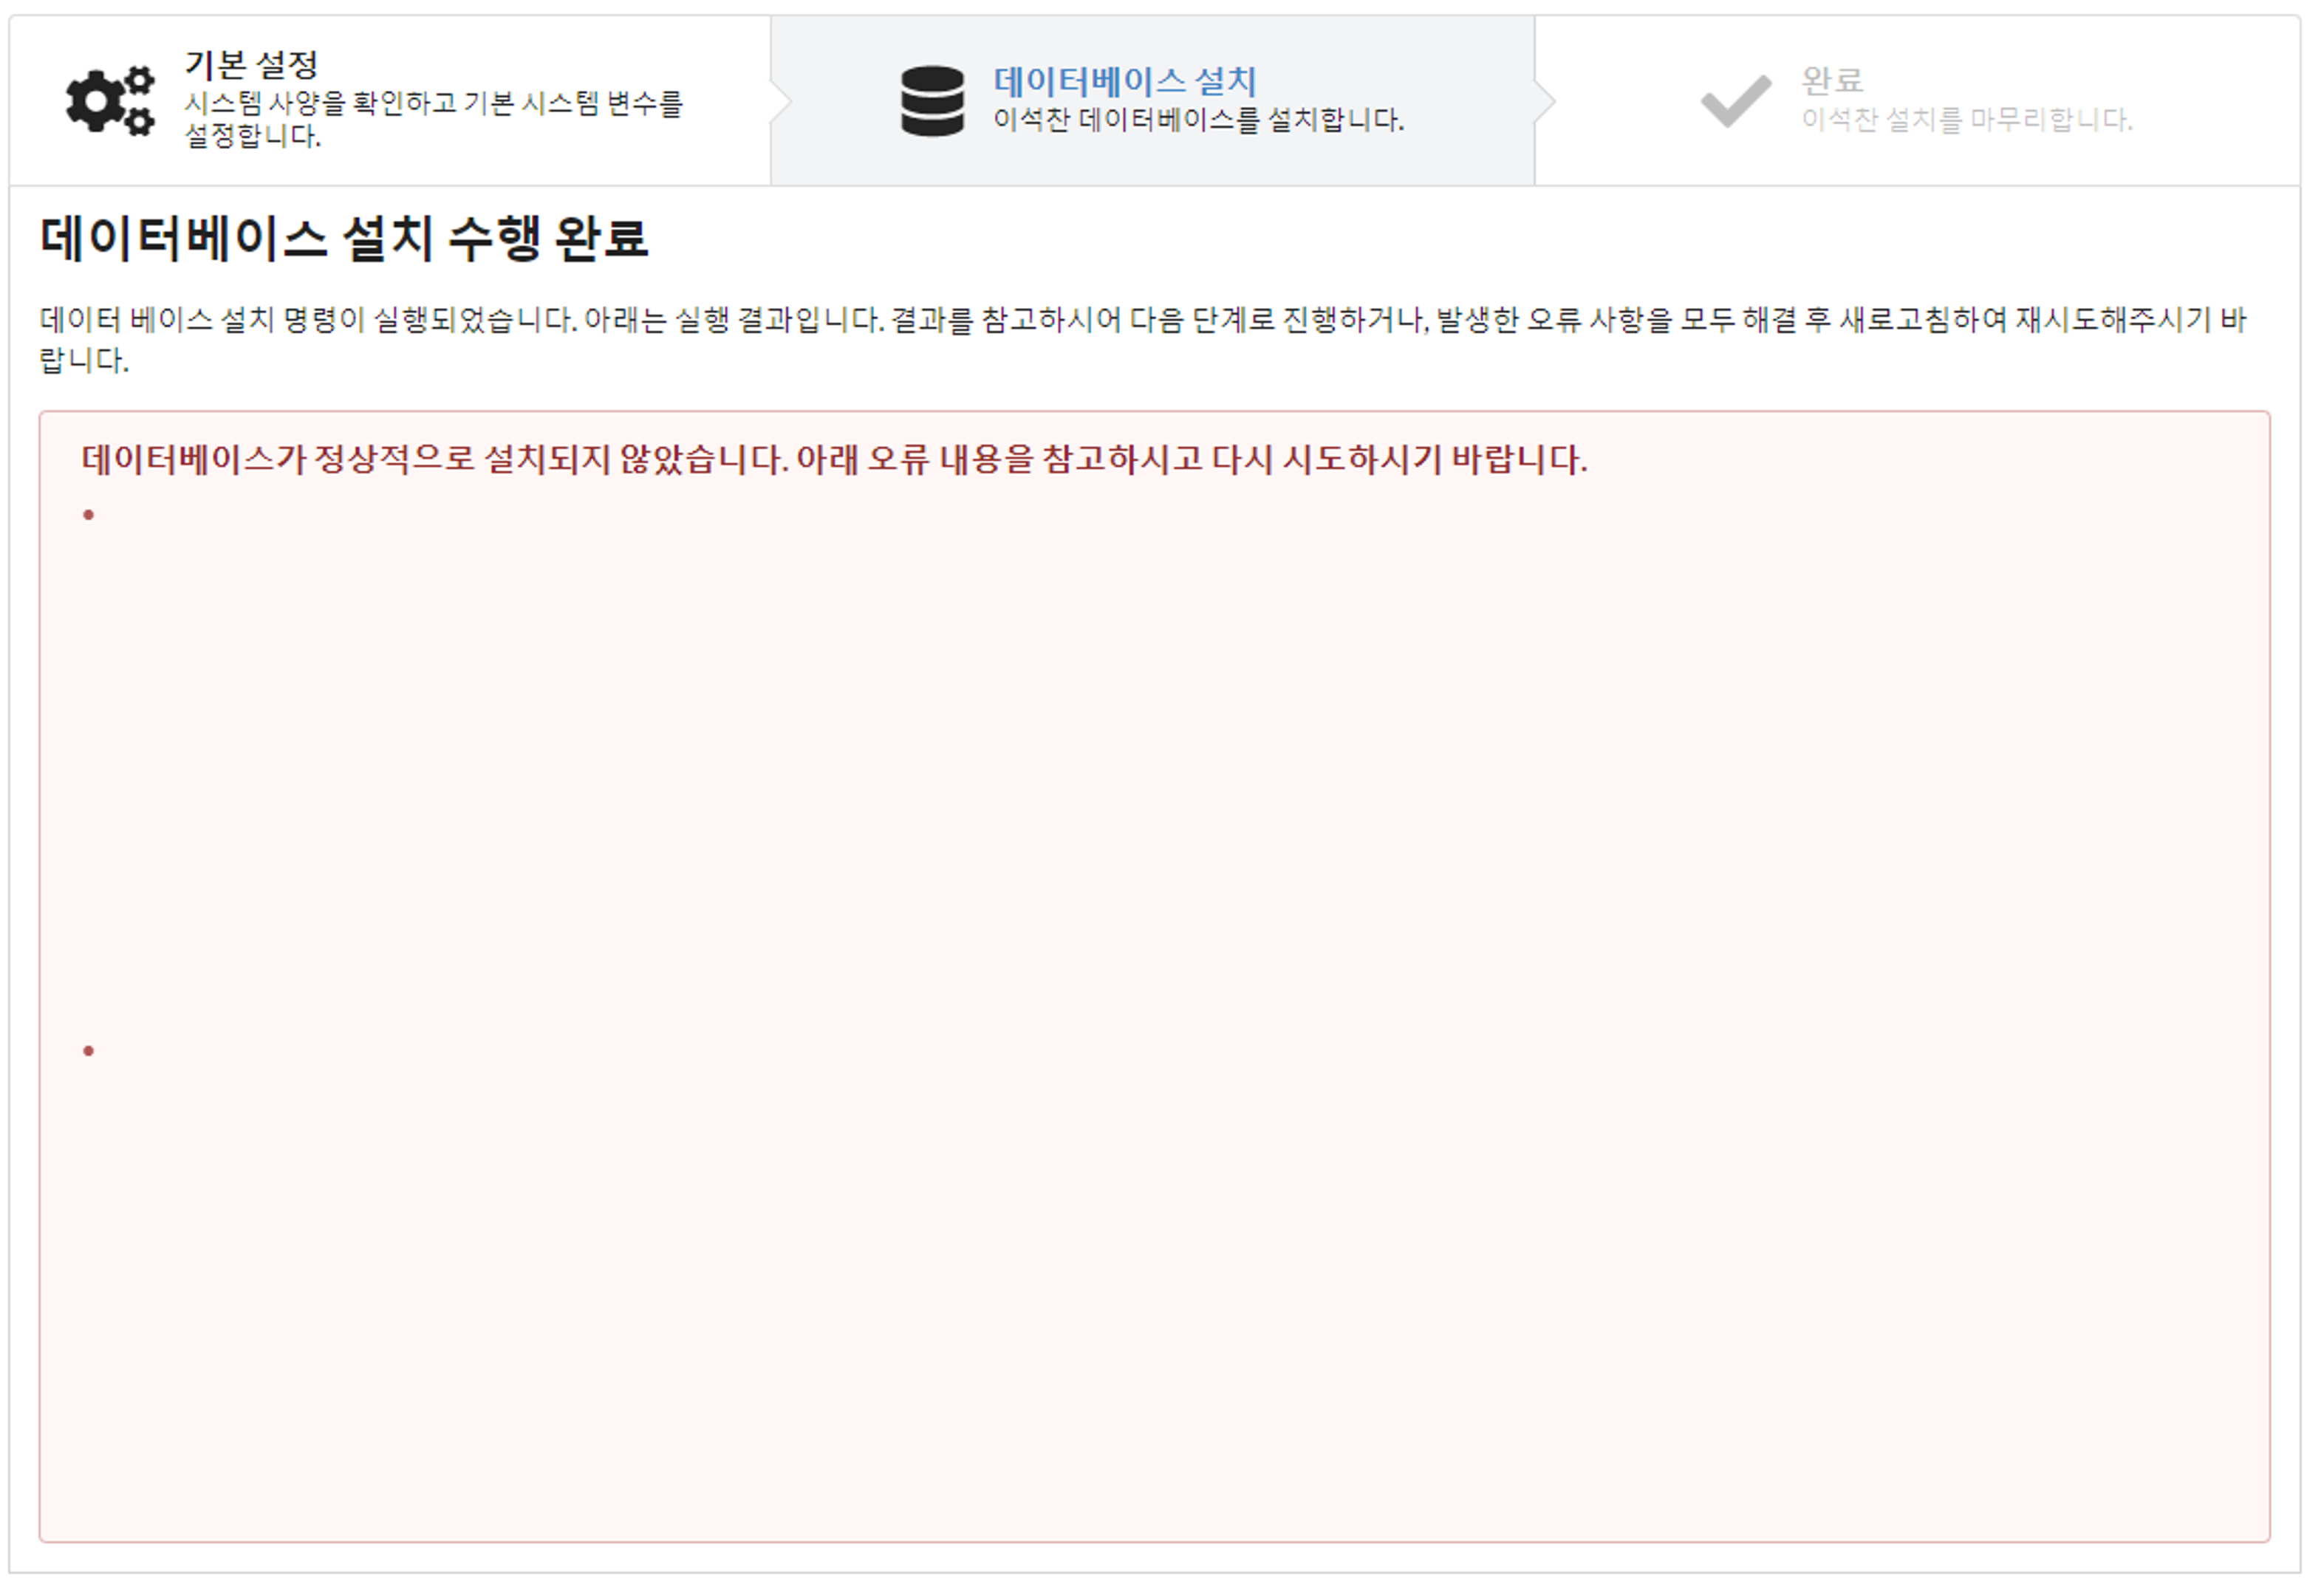 기본 설정
시스템 사양을 확인하고 기본 시스템 변수를
설정합니다.
데이터베이스 설치
이석찬 데이터베이스를 설치합니다.
완료
이석찬 설치를 마무리합니다.
데이터베이스 설치 수행 완료
데이터 베이스 설치 명령이 실행되었습니다. 아래는 실행 결과입니다. 결과를 참고하시어 다음 단계로 진행하거나, 발생한 오류 사항을 모두 해결 후 새로고침하여 재시도해주시기 바
랍니다.
데이터베이스가 정상적으로 설치되지 않았습니다. 아래 오류 내용을 참고하시고 다시 시도하시기 바랍니다.